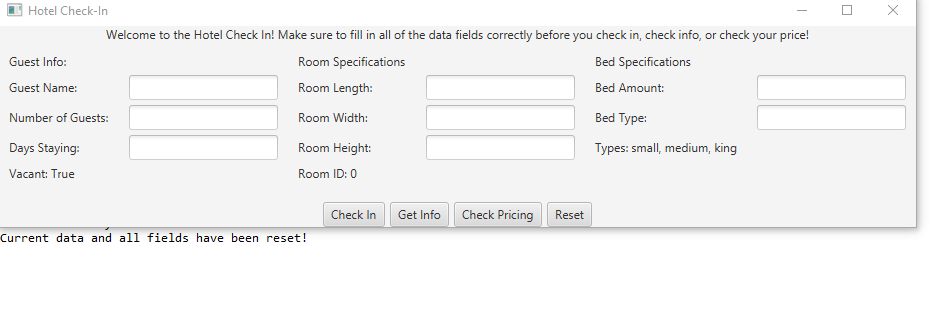 Hotel Check-In
Welcome to the Hotel Check In! Make sure to fill in all of the data fields correctly before you check in, check info, or check your price!
Guest Info: Room Specifications Bed Specifications
Guest Name: Room Length: Bed Amount:
Number of Guests: Room Width: Bed Type:
Days Staying: Room Height: Types: small, medium, king
Vacant: True Room ID: 0
Check In Get Info Check Pricing Reset
Current data and all fields have been reset!